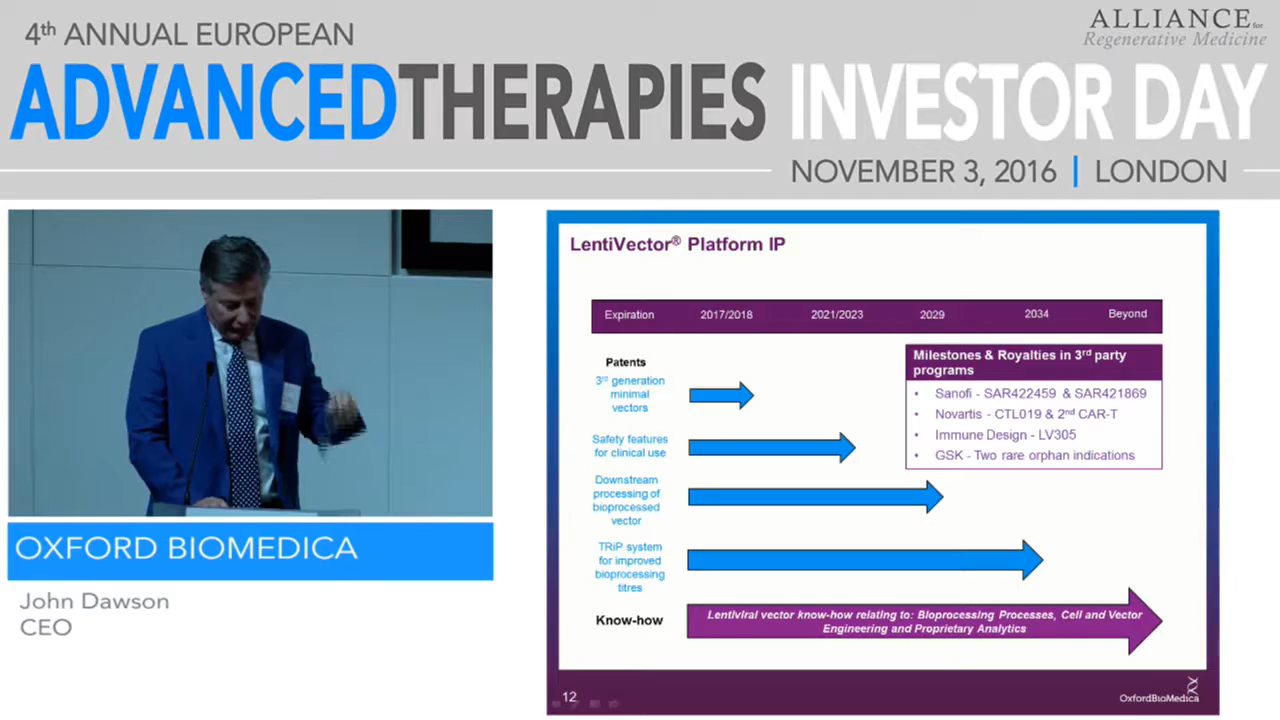 4th ANNUAL EUROPEAN
ALLIANCE for
Regenerative Medicine
ADVANCEDTHERAPIES INVESTOR DAY
NOVEMBER 3, 2016 | LONDON
OXFORD BIOMEDICA
John Dawson
CEO
LentiVector® Platform IP
Expiration 2017/2018 2021/2023 2029 2034 Beyond
Patents
3rd generation
minimal
vectors
Safety features
for clinical use
Downstream
processing of
bioprocessed
vector
TRiP system
for improved
bioprocessing
titres
Know-how
Milestones & Royalties in 3rd party
programs
• Sanofi - SAR422459 & SAR421869
• Novartis - CTL019 & 2nd CAR-T
• Immune Design - LV305
• GSK - Two rare orphan indications
Lentiviral vector know-how relating to: Bioprocessing Processes, Cell and Vector
Engineering and Proprietary Analytics
12
OxfordBioMedica